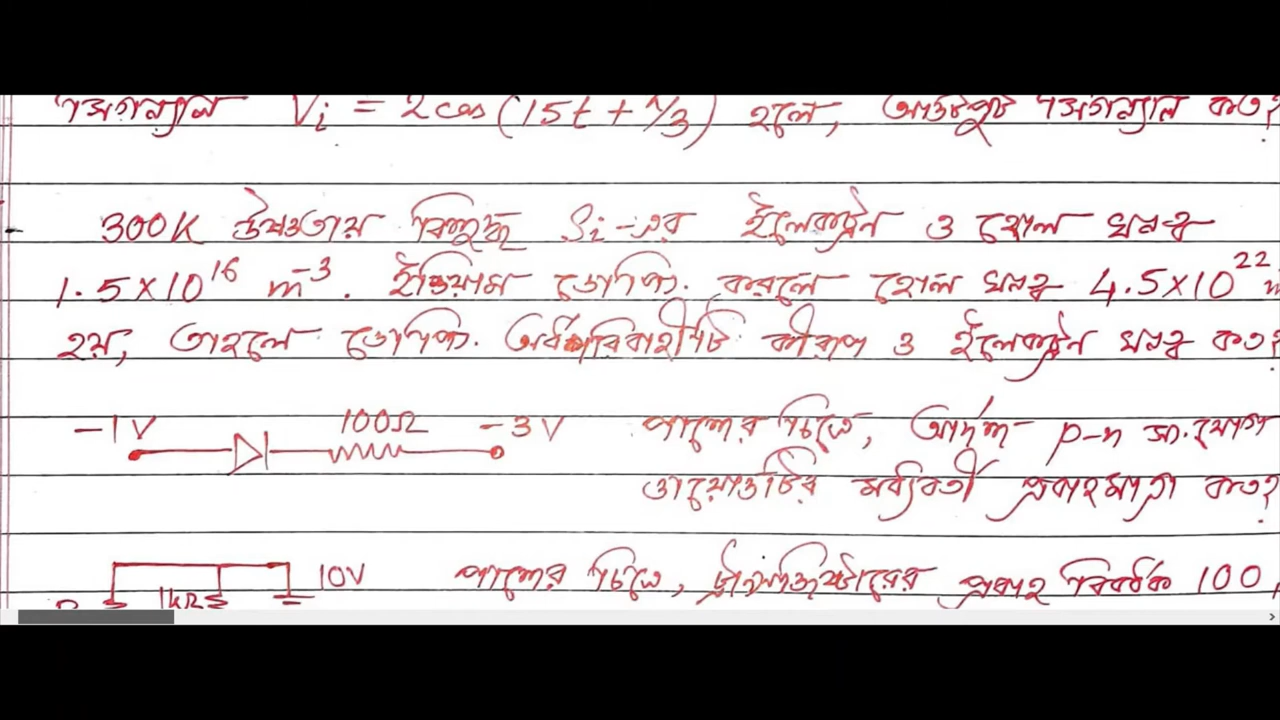 সিগন্যাল Vi = 2 cos (15t + π/3) হলে, আউটপুট সিগন্যাল কত?
300K উষ্ণতায় বিশুদ্ধ Si-এর ইলেকট্রন ও হোল ঘনত্ব
1.5×10¹⁶ m⁻³. ইন্ডিয়াম ডোপিং করলে হোল ঘনত্ব 4.5×10²² m
হয়, তাহলে ডোপিং অর্ধপরিবাহীটি কীরূপ ও ইলেকট্রন ঘনত্ব কত?
-1V 100Ω -3V পাশের চিত্রে, আদর্শ p-n সংযোগ
ডায়োডটির মধ্যবর্তী প্রবাহমাত্রা কত?
1kΩ 10V পাশের চিত্রে, ট্রানজিস্টারের প্রবাহ বিবর্ধক 100,